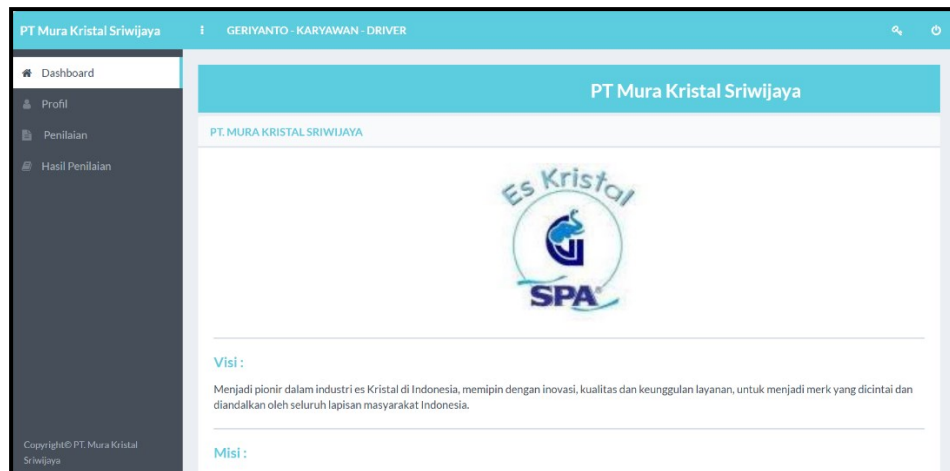 PT Mura Kristal Sriwijaya
GERIYANTO - KARYAWAN - DRIVER
Dashboard
Profil
Penilaian
Hasil Penilaian
Copyright© PT. Mura Kristal
Sriwijaya
PT Mura Kristal Sriwijaya
PT. MURA KRISTAL SRIWIJAYA
Es Kristal
SPA®
Visi :
Menjadi pionir dalam industri es Kristal di Indonesia, memipin dengan inovasi, kualitas dan keunggulan layanan, untuk menjadi merk yang dicintai dan
diandalkan oleh seluruh lapisan masyarakat Indonesia.
Misi :